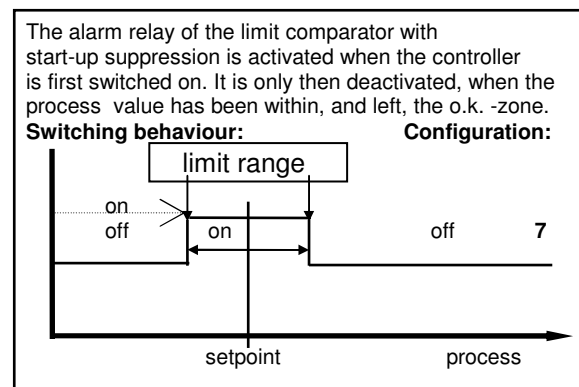 The alarm relay of the limit comparator with
start-up suppression is activated when the controller
is first switched on. It is only then deactivated, when the
process value has been within, and left, the o.k. -zone.
Switching behaviour: Configuration:
limit range
on
off on off 7
setpoint process